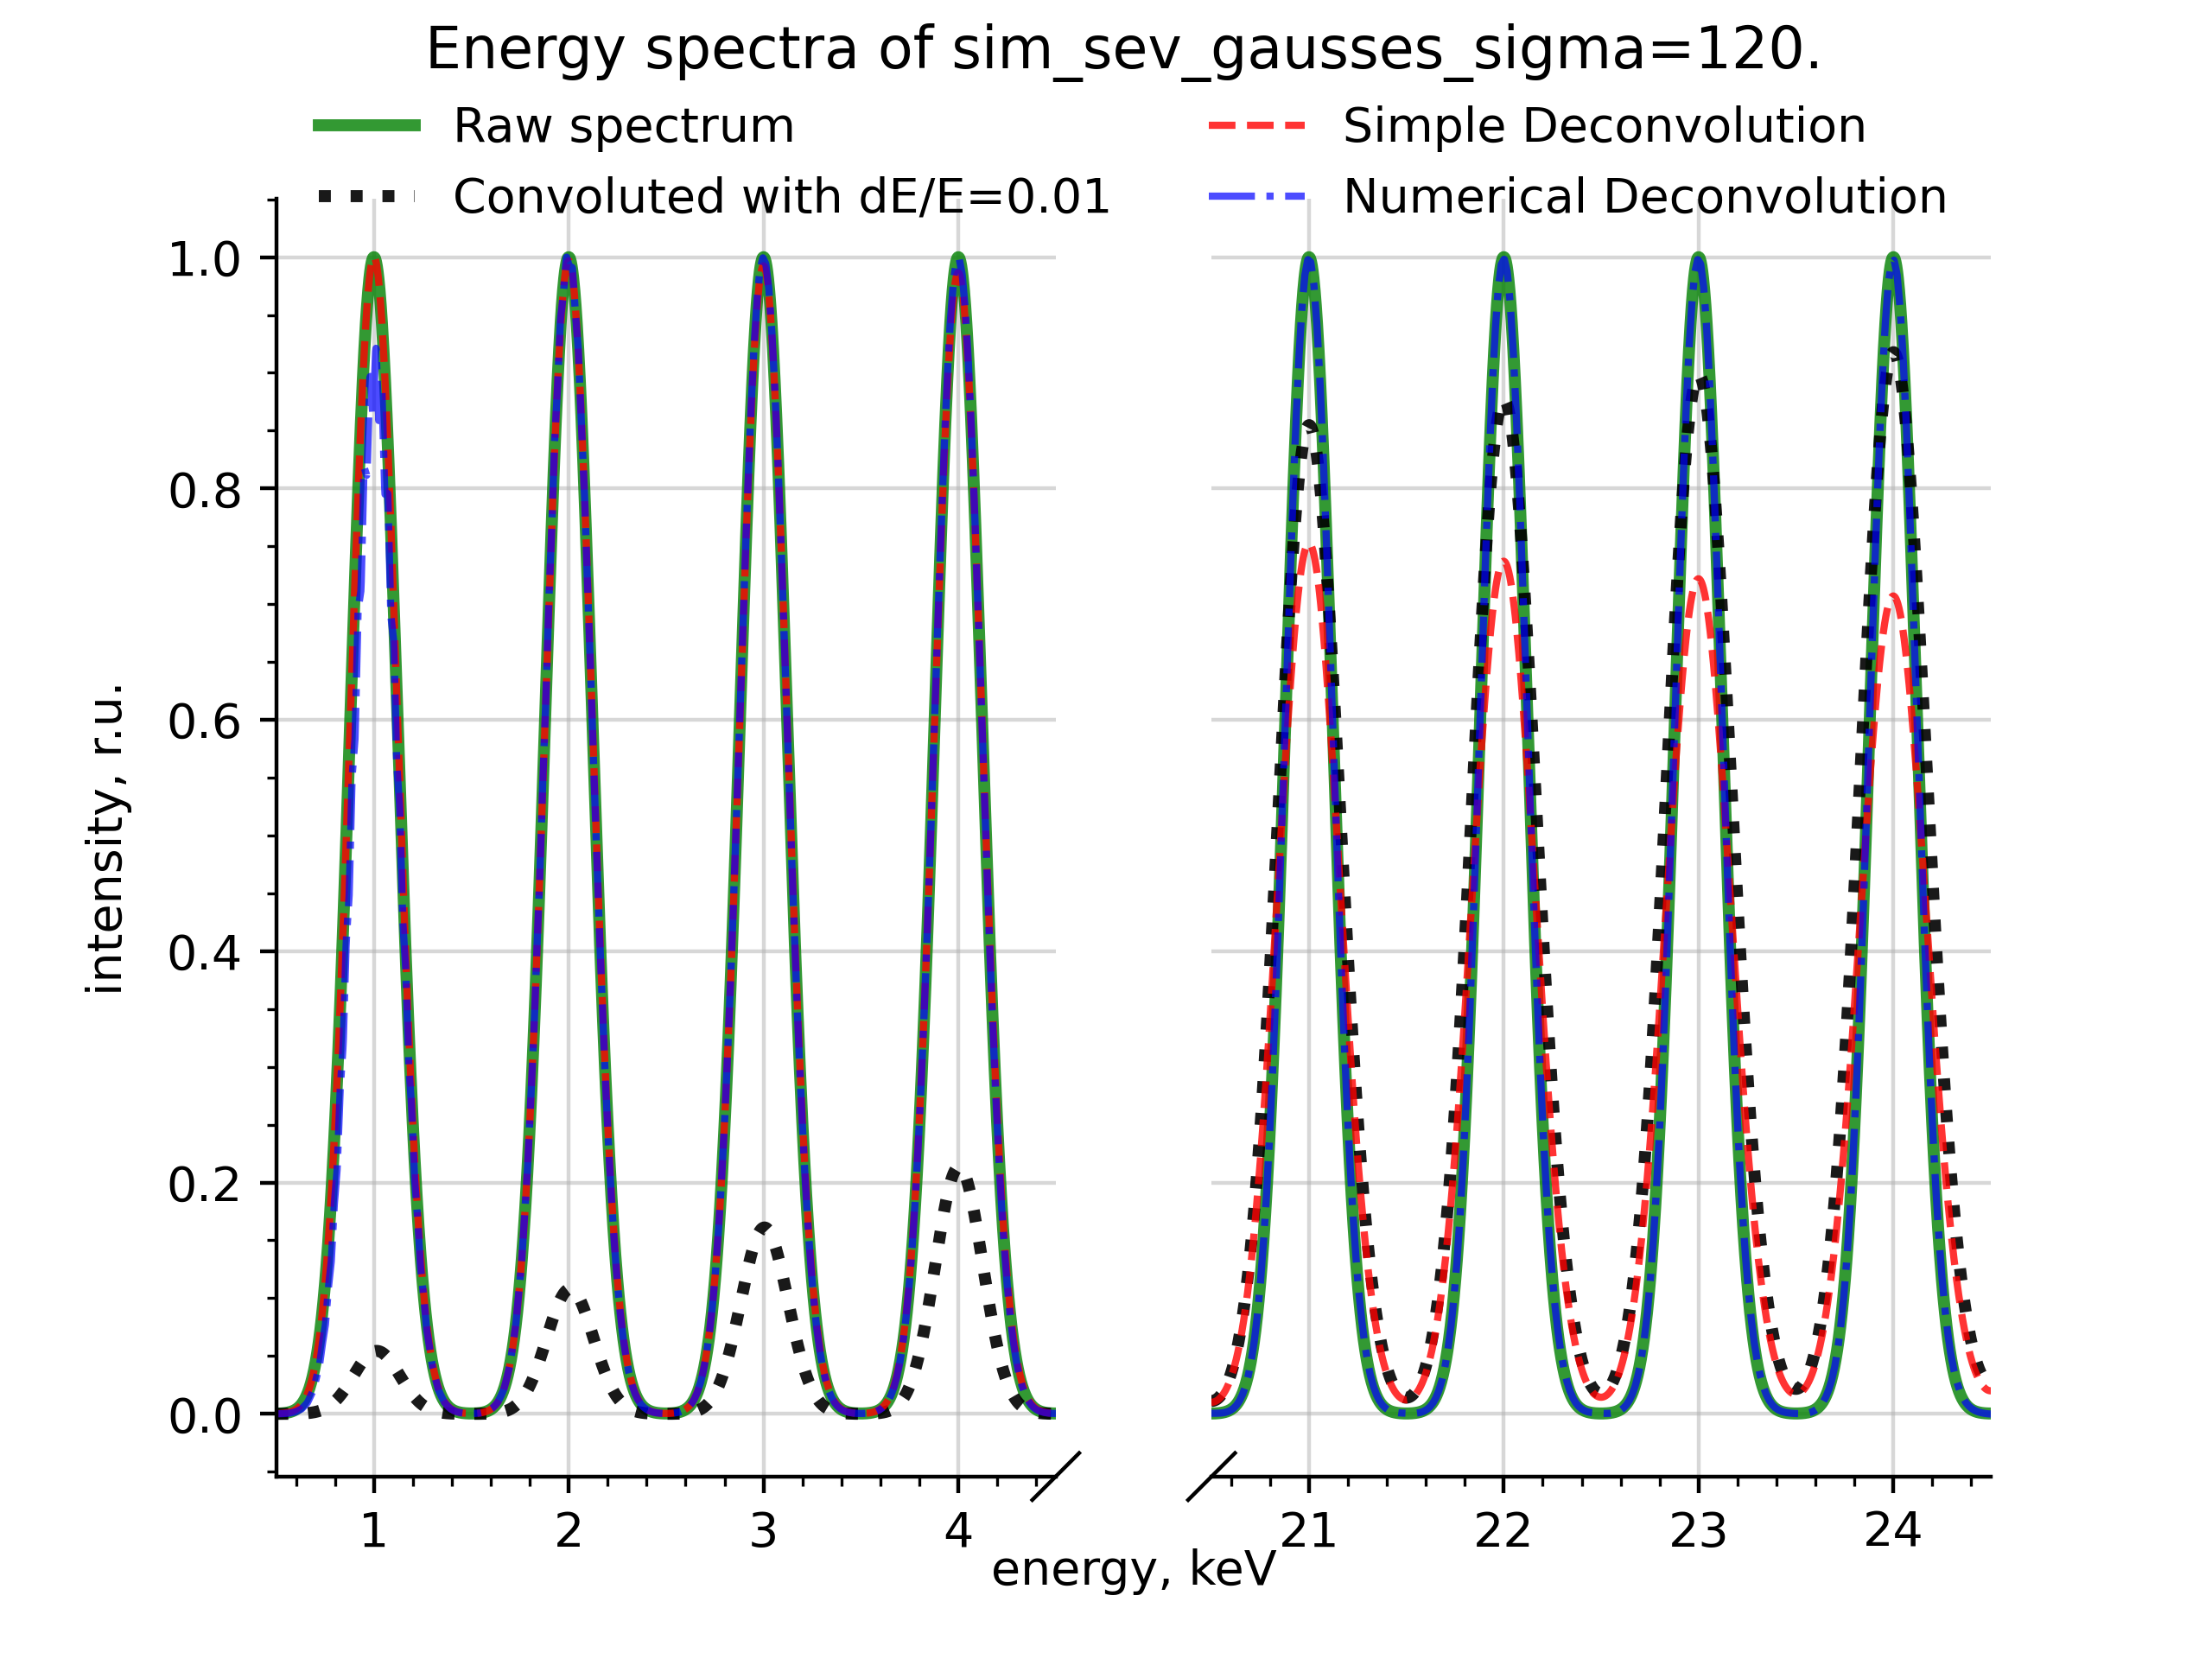 Energy spectra of sim_sev_gausses_sigma=120.
Raw spectrum
Convoluted with dE/E=0.01
Simple Deconvolution
Numerical Deconvolution
intensity, r.u.
1.0
0.8
0.6
0.4
0.2
0.0
1 2 3 4 21 22 23 24
energy, keV